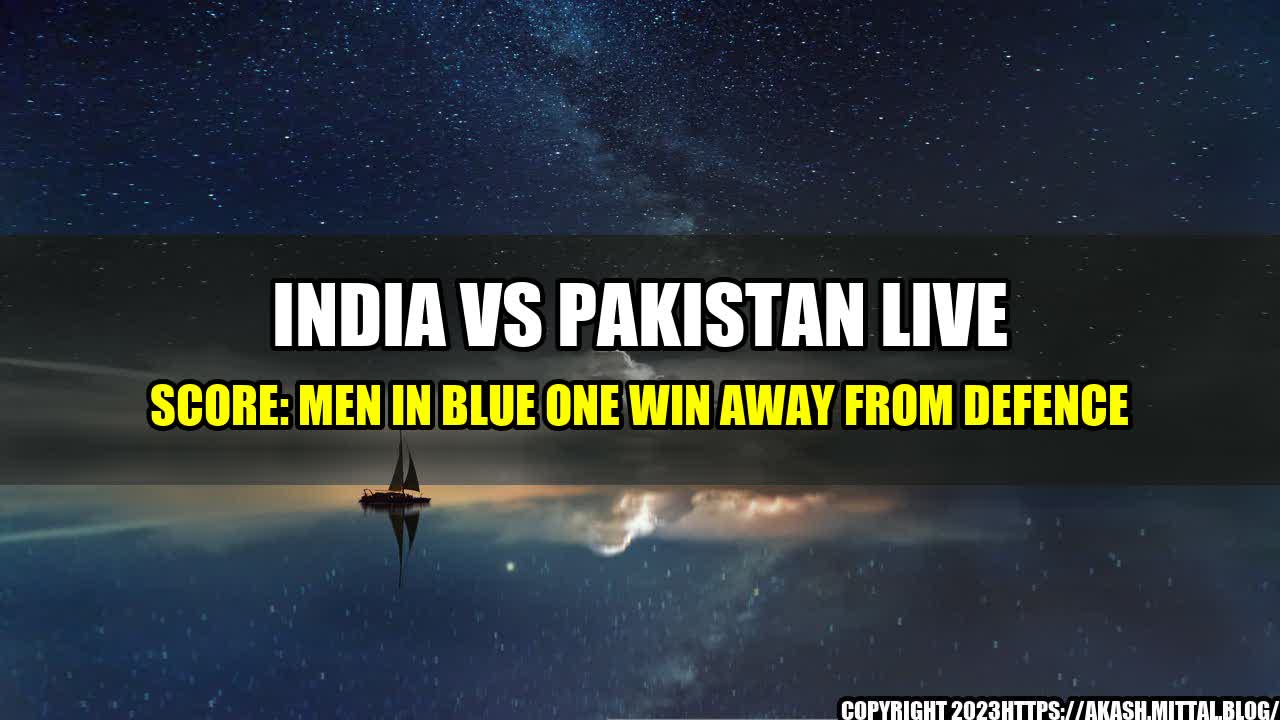 INDIA VS PAKISTAN LIVE
SCORE: MEN IN BLUE ONE WIN AWAY FROM DEFENCE
COPYRIGHT 2023HTTPS://AKASH.MITTAL.BLOG/